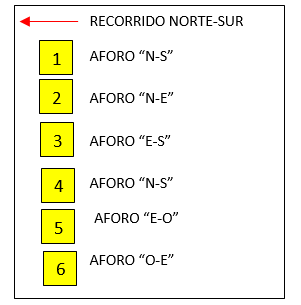 RECORRIDO NORTE-SUR
1 AFORO “N-S”
2 AFORO “N-E”
3 AFORO “E-S”
4 AFORO “N-S”
5 AFORO “E-O”
6 AFORO “O-E”